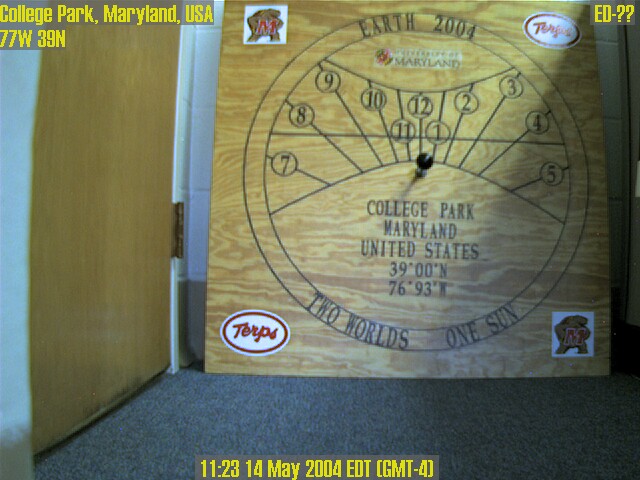 College Park, Maryland, USA
77W 39N
ED-??
EARTH 2004
M
Terps
UNIVERSITY OF
MARYLAND
9 10 12 2 3
8 11 1 4
7 5
COLLEGE PARK
MARYLAND
UNITED STATES
39°00'N
76°93'W
TWO WORLDS ONE SUN
Terps
M
11:23 14 May 2004 EDT (GMT-4)